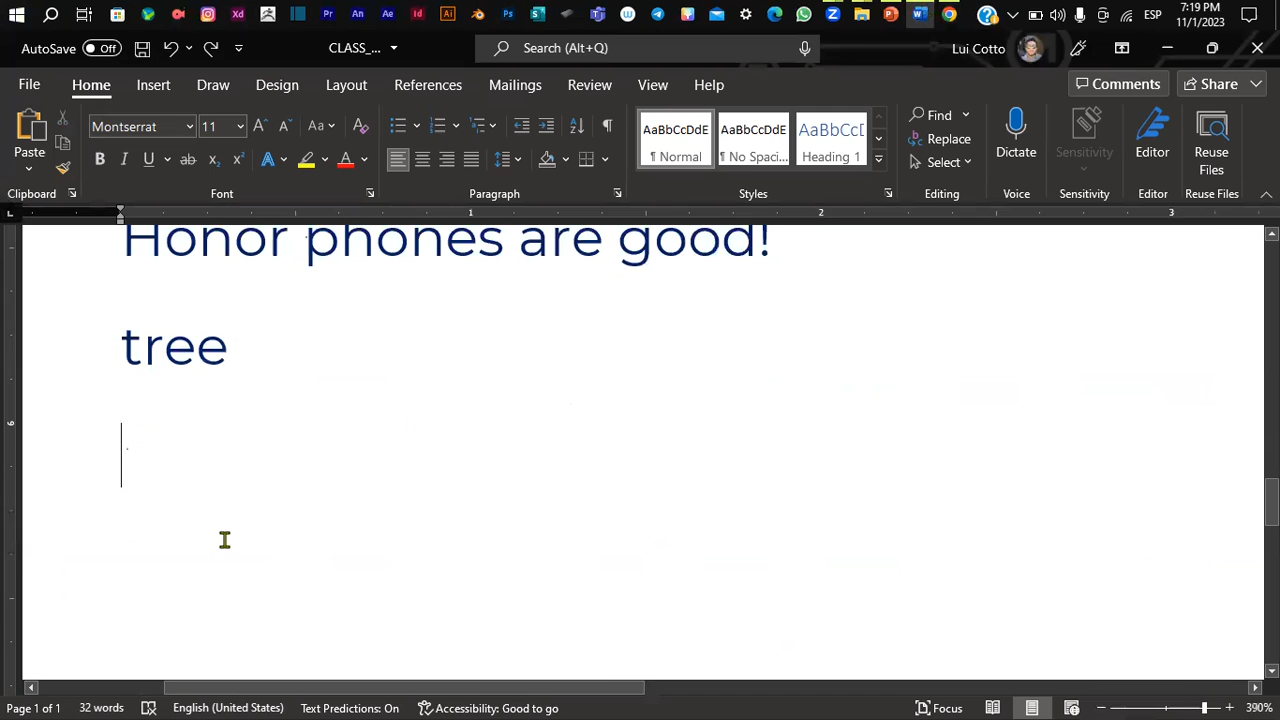 7:19 PM
ESP
11/1/2023
AutoSave Off
CLASS_...
Search (Alt+Q)
Lui Cotto
File Home Insert Draw Design Layout References Mailings Review View Help
Comments Share
Montserrat 11
Paste
Clipboard
Font
Paragraph
AaBbCcDdE
¶ Normal
AaBbCcDdE
¶ No Spaci...
AaBbCcD
Heading 1
Styles
Find
Replace
Select
Editing
Dictate
Voice
Sensitivity
Sensitivity
Editor
Editor
Reuse
Files
Reuse Files
1 2 3
Honor phones are good!
tree
Page 1 of 1 32 words English (United States) Text Predictions: On Accessibility: Good to go Focus 390%